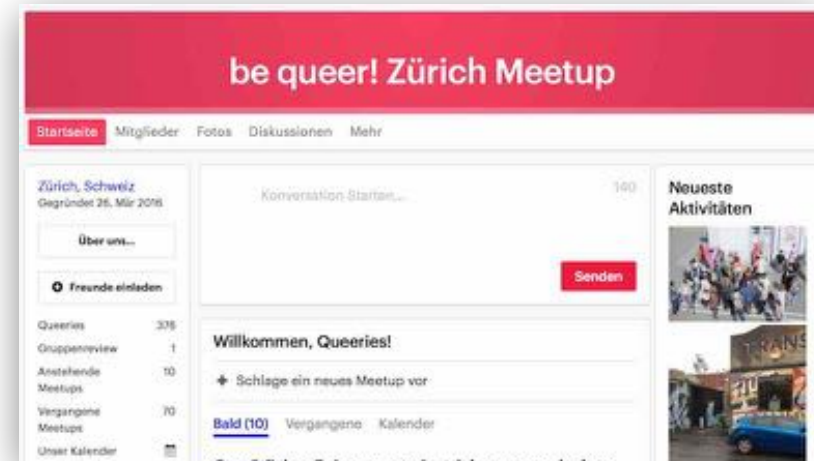 be queer! Zürich Meetup
Startseite Mitglieder Fotos Diskussionen Mehr
Zürich, Schweiz
Gegründet 26. Mär 2016
Über uns...
Freunde einladen
Queeries 376
Gruppenreview 1
Anstehende Meetups 10
Vergangene Meetups 70
Unser Kalender
Konversation Starten... 140
Senden
Willkommen, Queeries!
+ Schlage ein neues Meetup vor
Bald (10) Vergangene Kalender
Neueste
Aktivitäten
TRANS